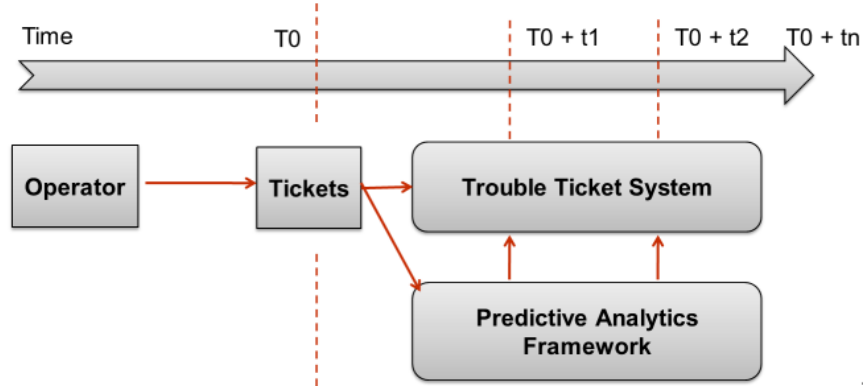 Time
T0
T0 + t1
T0 + t2
T0 + tn
Operator
Tickets
Trouble Ticket System
Predictive Analytics
Framework